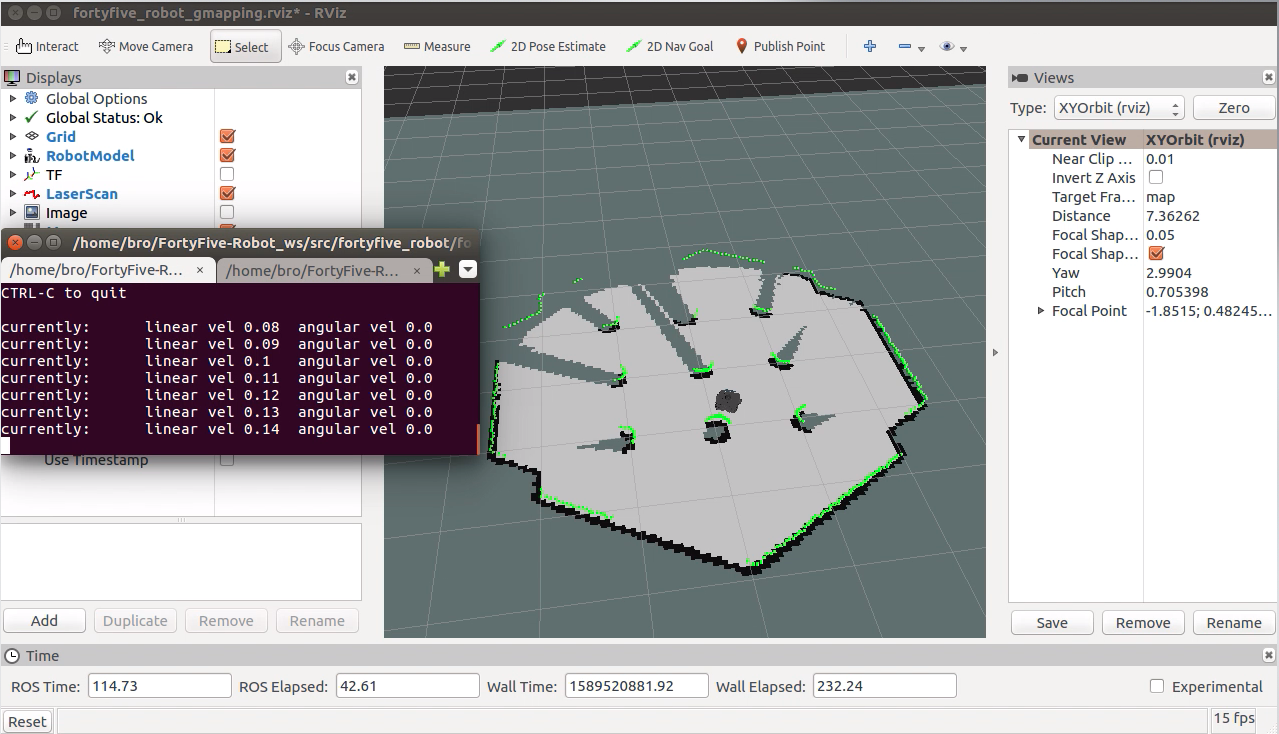 fortyfive_robot_gmapping.rviz* - RViz
Interact Move Camera Select Focus Camera Measure 2D Pose Estimate 2D Nav Goal Publish Point
Displays
Global Options
Global Status: Ok
Grid
RobotModel
TF
LaserScan
Image
/home/bro/FortyFive-Robot_ws/src/fortyfive_robot/fo
/home/bro/FortyFive-R... × /home/bro/FortyFive-R... ×
CTRL-C to quit
currently: linear vel 0.08 angular vel 0.0
currently: linear vel 0.09 angular vel 0.0
currently: linear vel 0.1 angular vel 0.0
currently: linear vel 0.11 angular vel 0.0
currently: linear vel 0.12 angular vel 0.0
currently: linear vel 0.13 angular vel 0.0
currently: linear vel 0.14 angular vel 0.0
Use Timestamp
Add Duplicate Remove Rename
Views
Type: XYOrbit (rviz) Zero
Current View XYOrbit (rviz)
Near Clip ... 0.01
Invert Z Axis
Target Fra... map
Distance 7.36262
Focal Shap... 0.05
Focal Shap...
Yaw 2.9904
Pitch 0.705398
Focal Point -1.8515; 0.48245...
Save Remove Rename
Time
ROS Time: 114.73 ROS Elapsed: 42.61 Wall Time: 1589520881.92 Wall Elapsed: 232.24 Experimental
Reset 15 fps